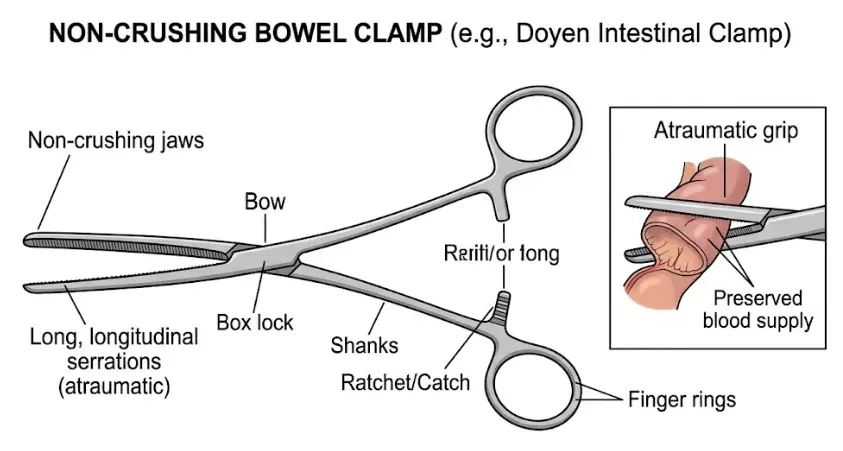 NON-CRUSHING BOWEL CLAMP (e.g., Doyen Intestinal Clamp)
Non-crushing jaws
Bow
Atraumatic grip
Box lock
Long, longitudinal
serrations
(atraumatic)
Shanks
Ratchet/Catch
Preserved
blood supply
Finger rings